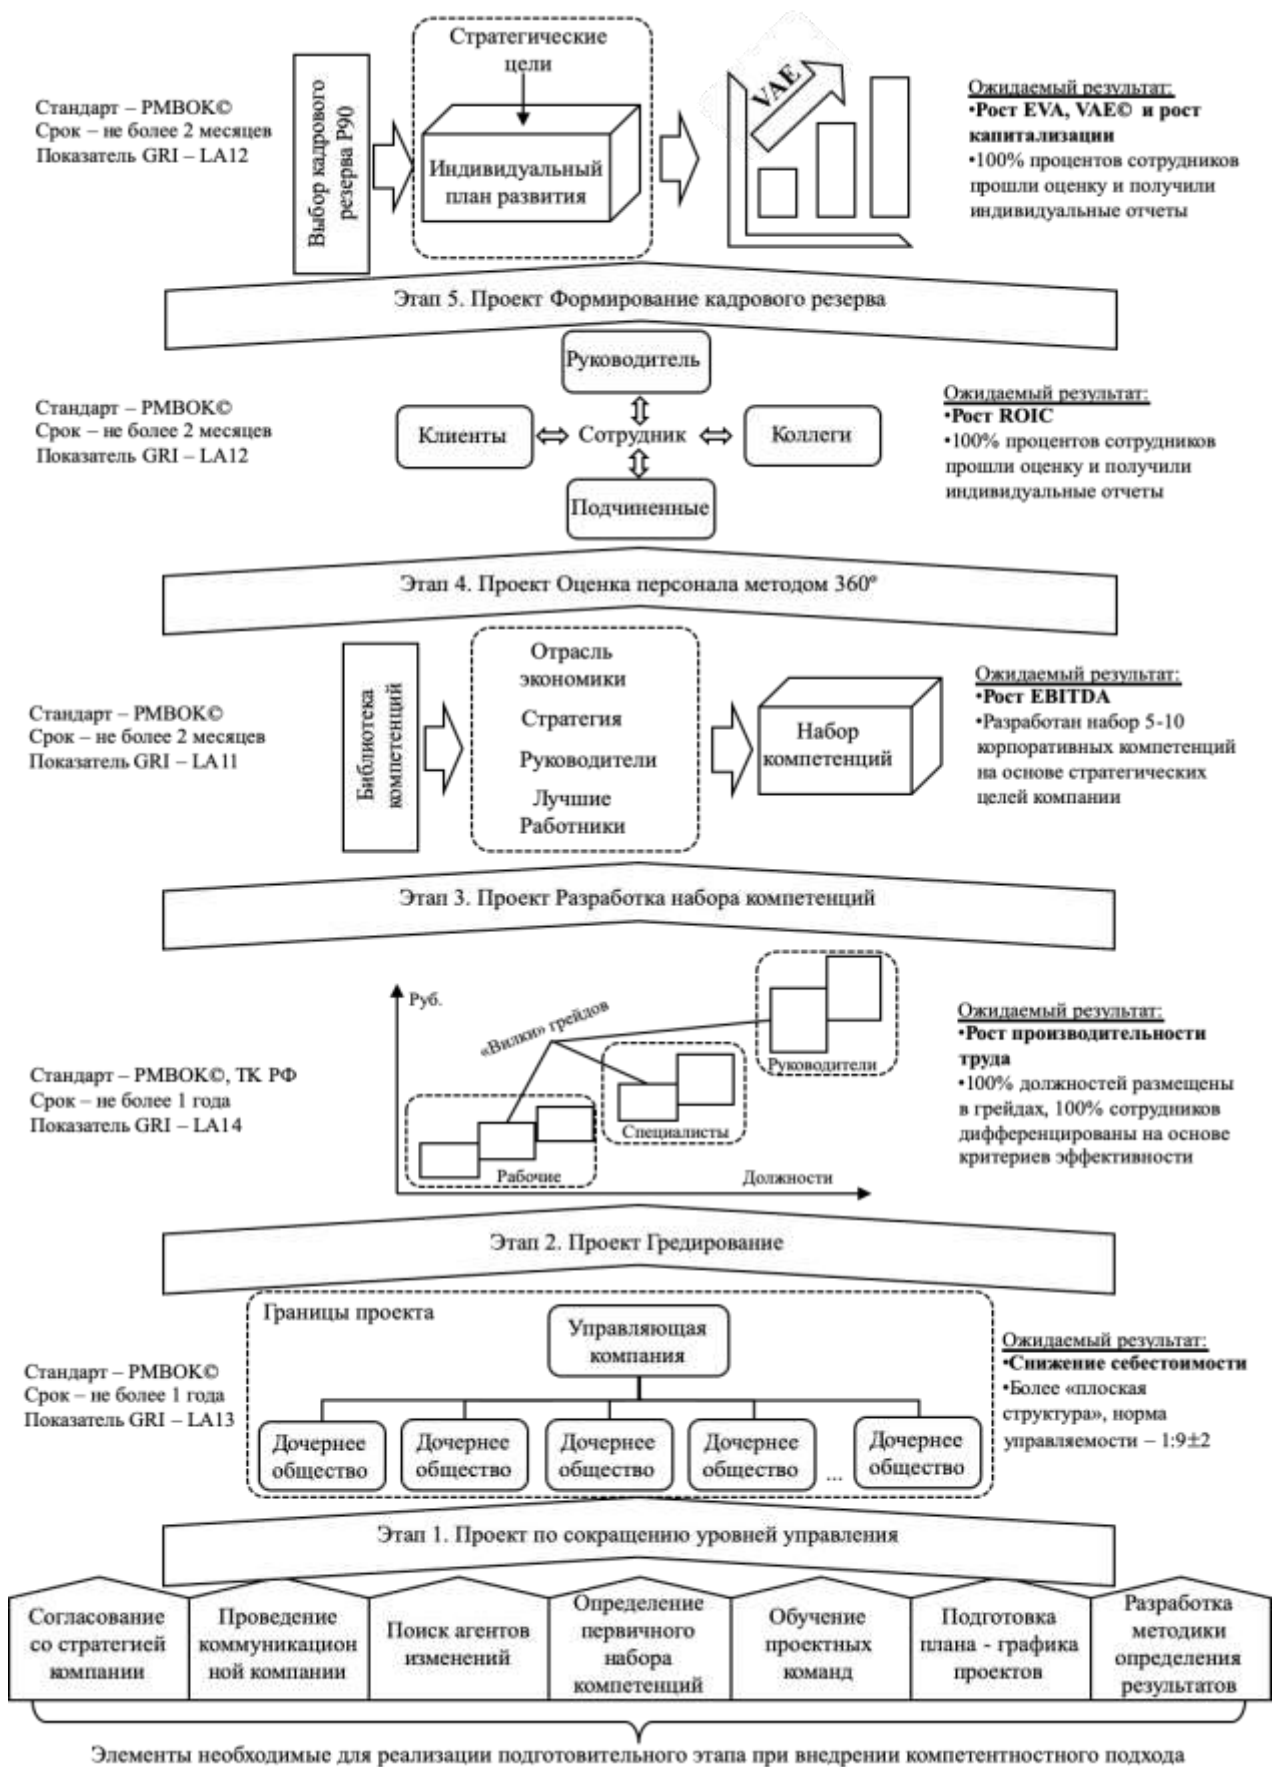 Стратегические
цели
Выбор кадрового
резерва P90
Индивидуальный
план развития
VAE
Стандарт – PMBOK©
Срок – не более 2 месяцев
Показатель GRI – LA12
Ожидаемый результат:
•Рост EVA, VAE© и рост
капитализации
•100% процентов сотрудников
прошли оценку и получили
индивидуальные отчеты
Этап 5. Проект Формирование кадрового резерва
Руководитель
Клиенты
Сотрудник
Коллеги
Подчиненные
Стандарт – PMBOK©
Срок – не более 2 месяцев
Показатель GRI – LA12
Ожидаемый результат:
•Рост ROIC
•100% процентов сотрудников
прошли оценку и получили
индивидуальные отчеты
Этап 4. Проект Оценка персонала методом 360º
Библиотека
компетенций
Отрасль
экономики
Стратегия
Руководители
Лучшие
Работники
Набор
компетенций
Стандарт – PMBOK©
Срок – не более 2 месяцев
Показатель GRI – LA11
Ожидаемый результат:
•Рост EBITDA
•Разработан набор 5-10
корпоративных компетенций
на основе стратегических
целей компании
Этап 3. Проект Разработка набора компетенций
Руб.
«Вилки» грейдов
Руководители
Специалисты
Рабочие
Должности
Стандарт – PMBOK©, ТК РФ
Срок – не более 1 года
Показатель GRI – LA14
Ожидаемый результат:
•Рост производительности
труда
•100% должностей размещены
в грейдах, 100% сотрудников
дифференцированы на основе
критериев эффективности
Этап 2. Проект Гредирование
Границы проекта
Управляющая
компания
Дочернее
общество
Дочернее
общество
Дочернее
общество
Дочернее
общество
...
Дочернее
общество
Стандарт – PMBOK©
Срок – не более 1 года
Показатель GRI – LA13
Ожидаемый результат:
•Снижение себестоимости
•Более «плоская
структура», норма
управляемости – 1:9±2
Этап 1. Проект по сокращению уровней управления
Согласование
со стратегией
компании
Проведение
коммуникацион
ной компании
Поиск агентов
изменений
Определение
первичного
набора
компетенций
Обучение
проектных
команд
Подготовка
плана - графика
проектов
Разработка
методики
определения
результатов
Элементы необходимые для реализации подготовительного этапа при внедрении компетентностного подхода